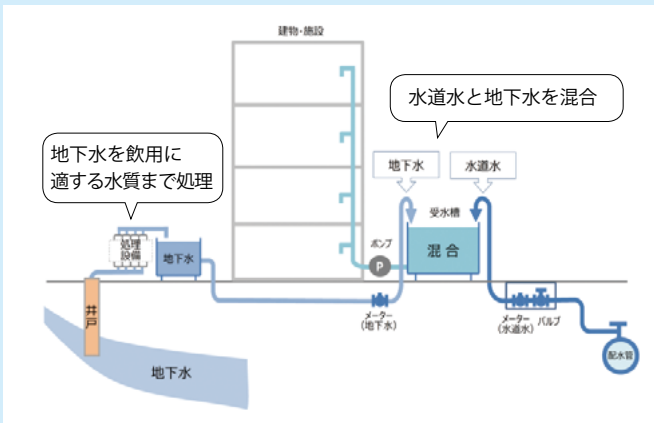 建物・施設
水道水と地下水を混合
地下水を飲用に
適する水質まで処理
地下水
水道水
受水槽
処理
設備
地下水
ポンプ
P
混合
井戸
メーター
(地下水)
メーター
(水道水)
バルブ
配水管
地下水